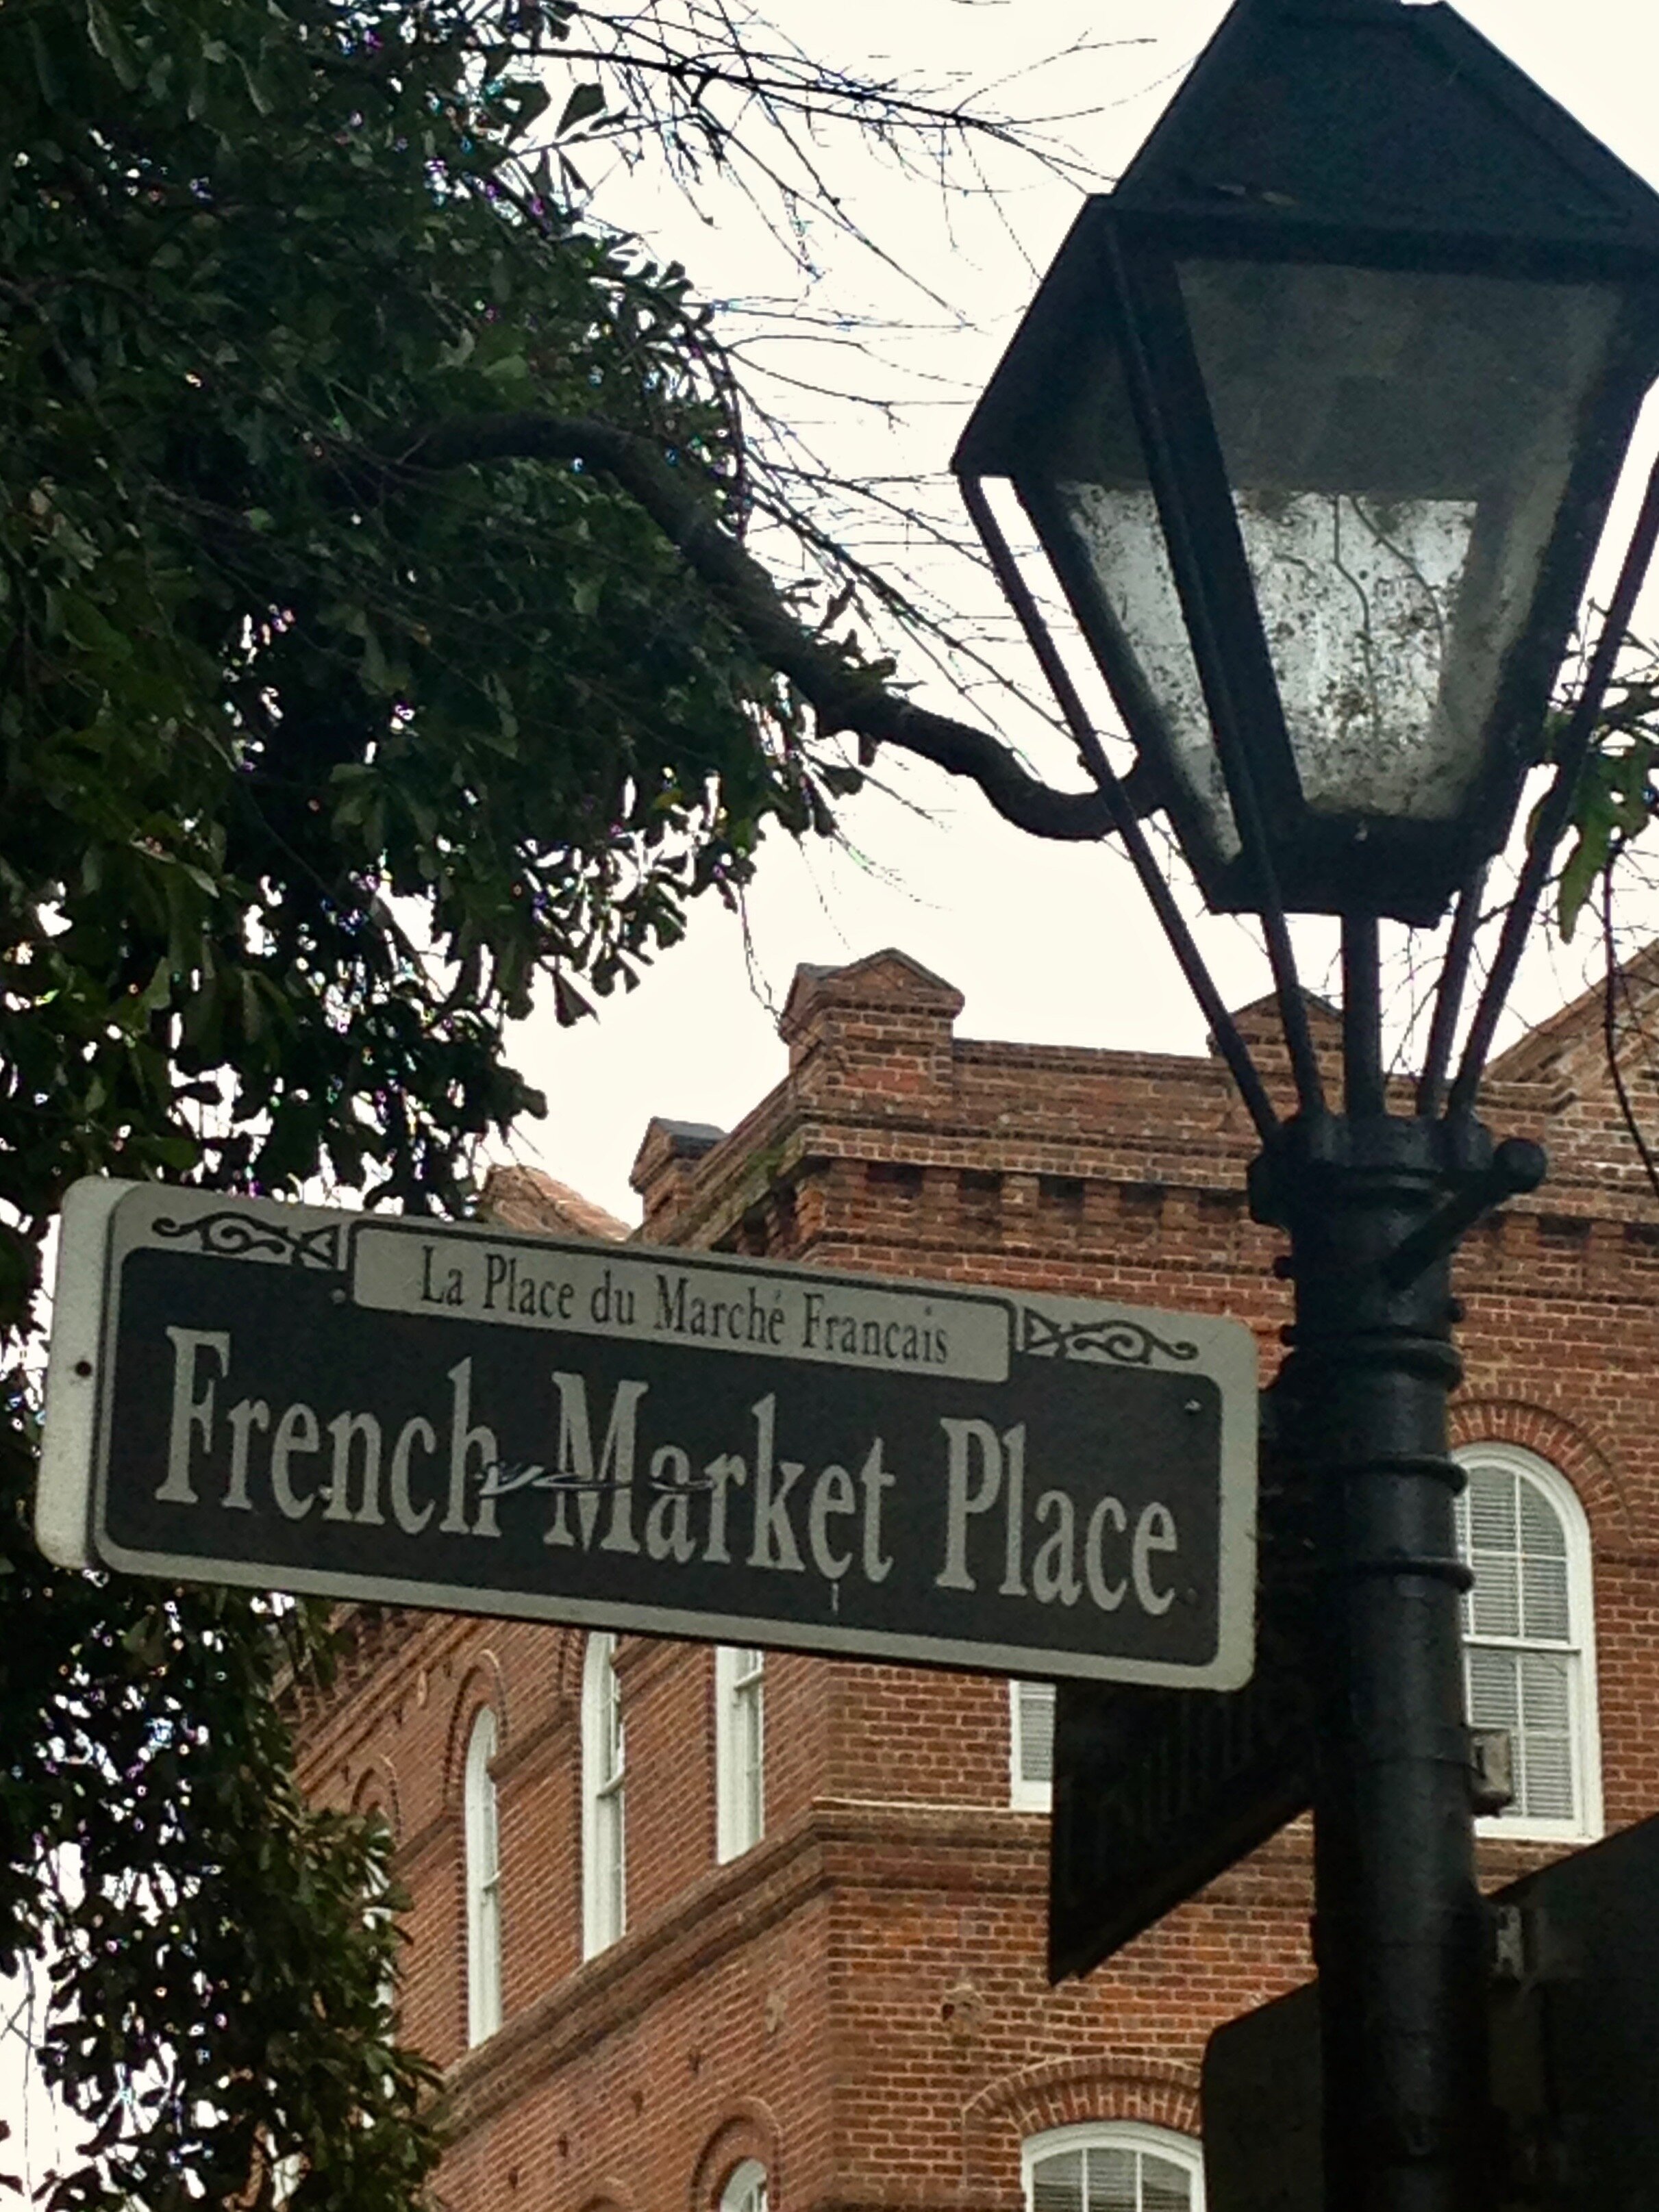 La Place du Marché Francais
French Market Place